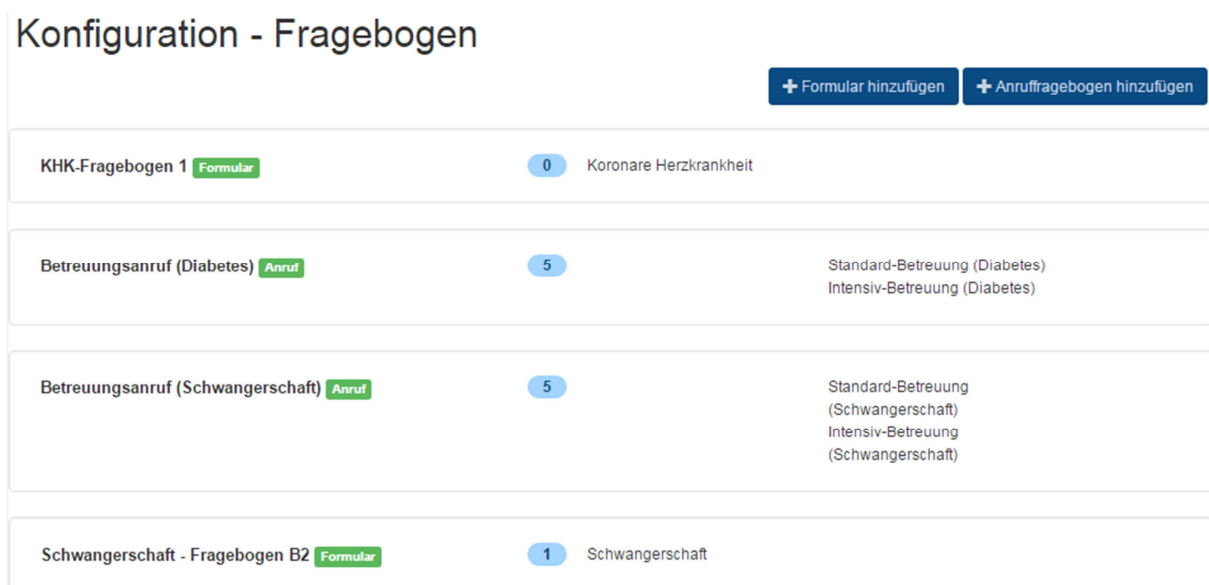 Konfiguration - Fragebogen
+ Formular hinzufügen + Anruffragebogen hinzufügen
KHK-Fragebogen 1 Formular 0 Koronare Herzkrankheit
Betreuungsanruf (Diabetes) Anruf 5 Standard-Betreuung (Diabetes)
Intensiv-Betreuung (Diabetes)
Betreuungsanruf (Schwangerschaft) Anruf 5 Standard-Betreuung
(Schwangerschaft)
Intensiv-Betreuung
(Schwangerschaft)
Schwangerschaft - Fragebogen B2 Formular 1 Schwangerschaft